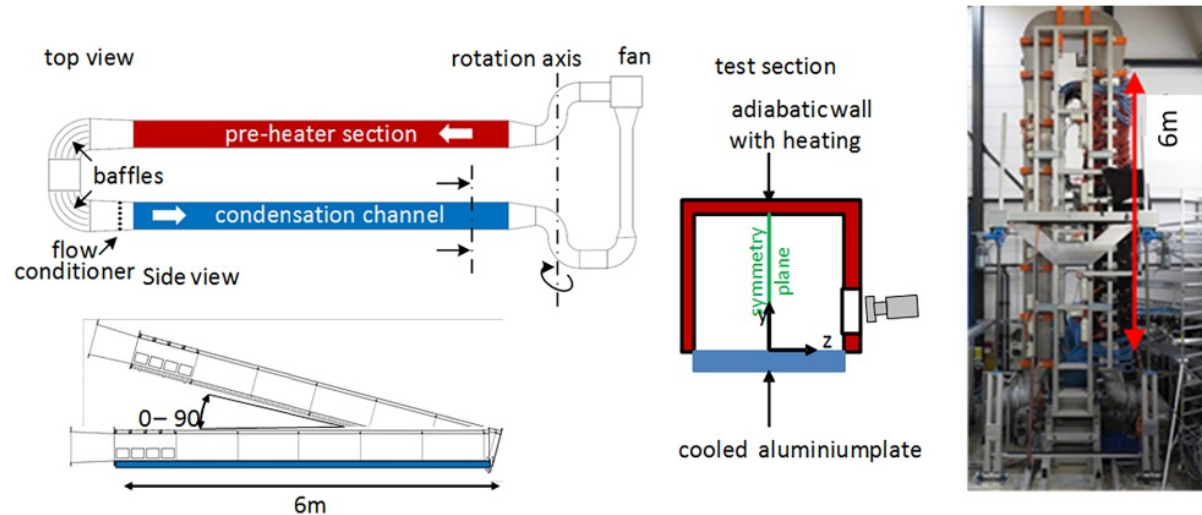 top view
rotation axis
fan
pre-heater section
baffles
condensation channel
flow
conditioner
Side view
0– 90
6m
test section
adiabatic wall
with heating
symmetry
plane
y
z
cooled aluminiumplate
6m